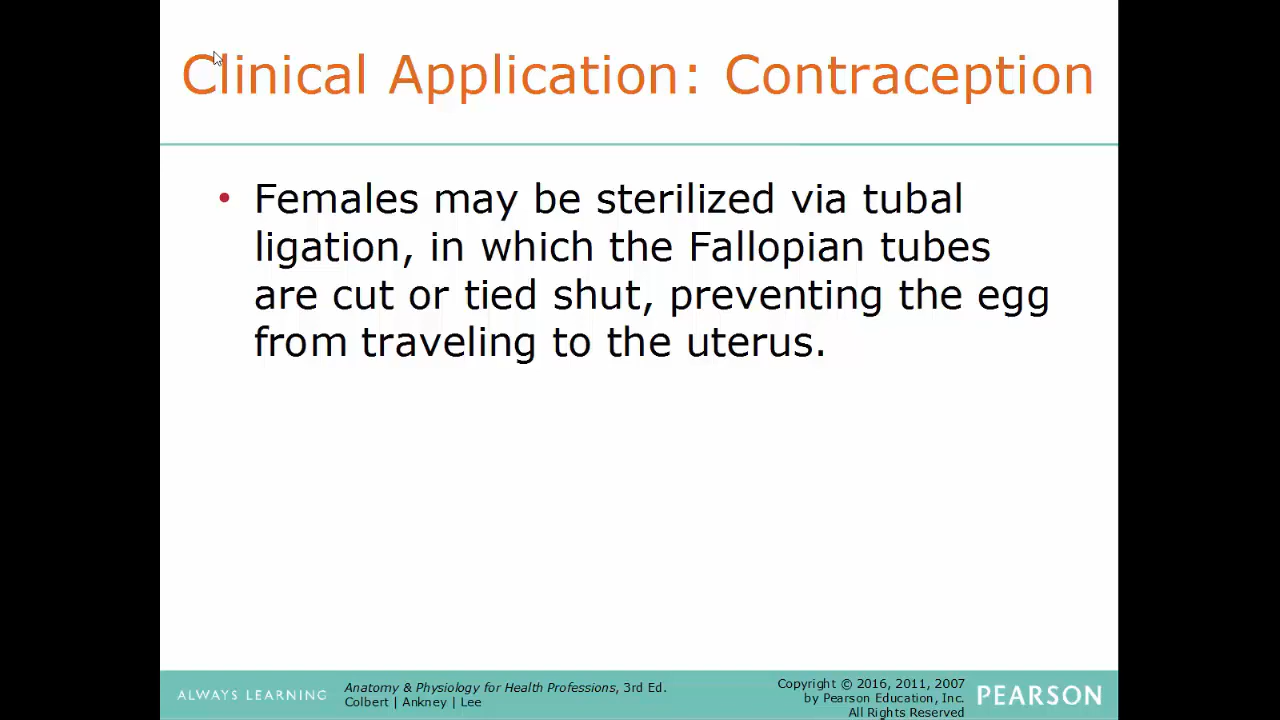 Clinical Application: Contraception
• Females may be sterilized via tubal
ligation, in which the Fallopian tubes
are cut or tied shut, preventing the egg
from traveling to the uterus.
ALWAYS LEARNING
Anatomy & Physiology for Health Professions, 3rd Ed.
Colbert | Ankney | Lee
Copyright © 2016, 2011, 2007
by Pearson Education, Inc.
All Rights Reserved
PEARSON